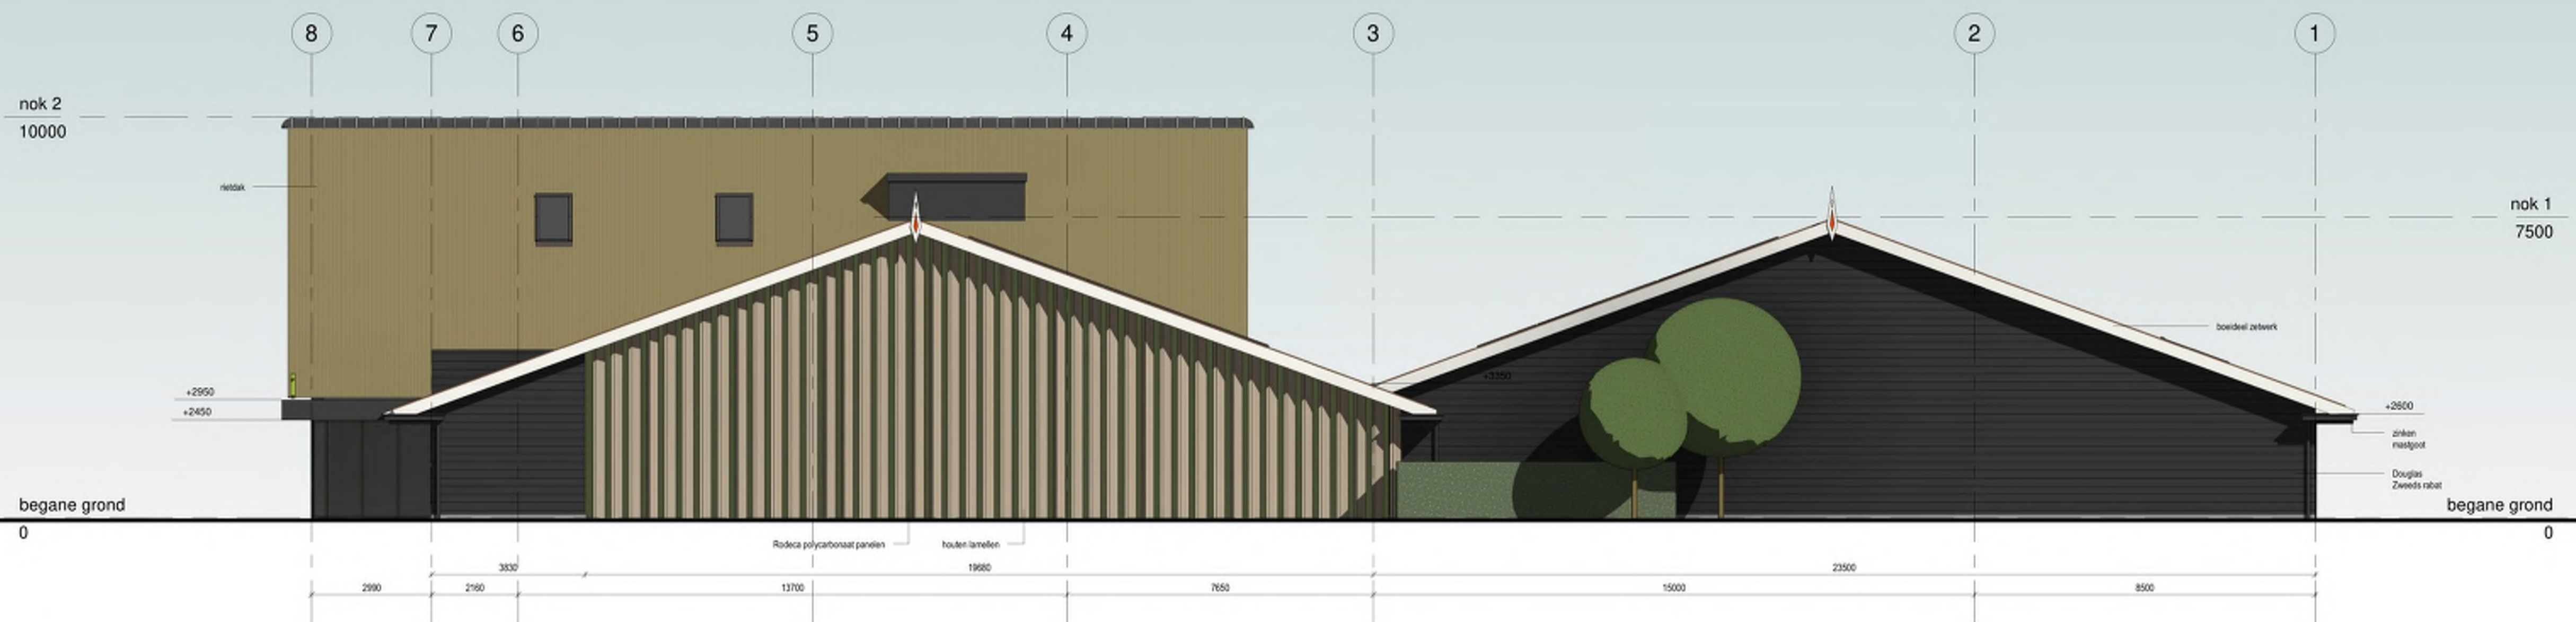 8 7 6 5 4 3 2 1
nok 2
10000
rietdak
nok 1
7500
boeideel zetwerk
+3350
+2950
+2450
+2600
zinken
mastgoot
Douglas
Zweeds rabat
begane grond
0
begane grond
0
Rodeca polycarbonaat panelen
houten lamellen
3830 19680 23500
2990 2160 13700 7650 15000 8500